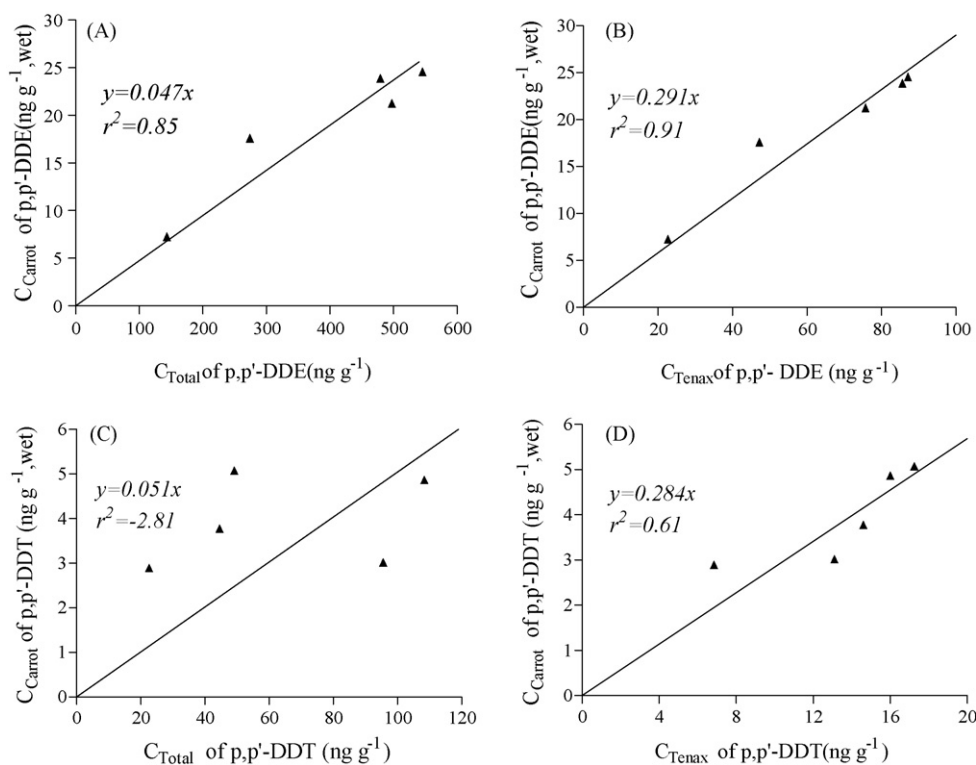 (A)
C_Carrot of p,p'-DDE(ng g⁻¹,wet)
30
25
20
15
10
5
0
y=0.047x
r²=0.85
0 100 200 300 400 500 600
C_Total of p,p'-DDE(ng g⁻¹)
(B)
C_Carrot of p,p'-DDE(ng g⁻¹,wet)
30
25
20
15
10
5
0
y=0.291x
r²=0.91
0 20 40 60 80 100
C_Tenax of p,p'- DDE (ng g⁻¹)
(C)
C_Carrot of p,p'-DDT (ng g⁻¹,wet)
6
5
4
3
2
1
0
y=0.051x
r²=-2.81
0 20 40 60 80 100 120
C_Total of p,p'-DDT (ng g⁻¹)
(D)
C_Carrot of p,p'-DDT (ng g⁻¹,wet)
6
5
4
3
2
1
0
y=0.284x
r²=0.61
0 4 8 12 16 20
C_Tenax of p,p'-DDT(ng g⁻¹)